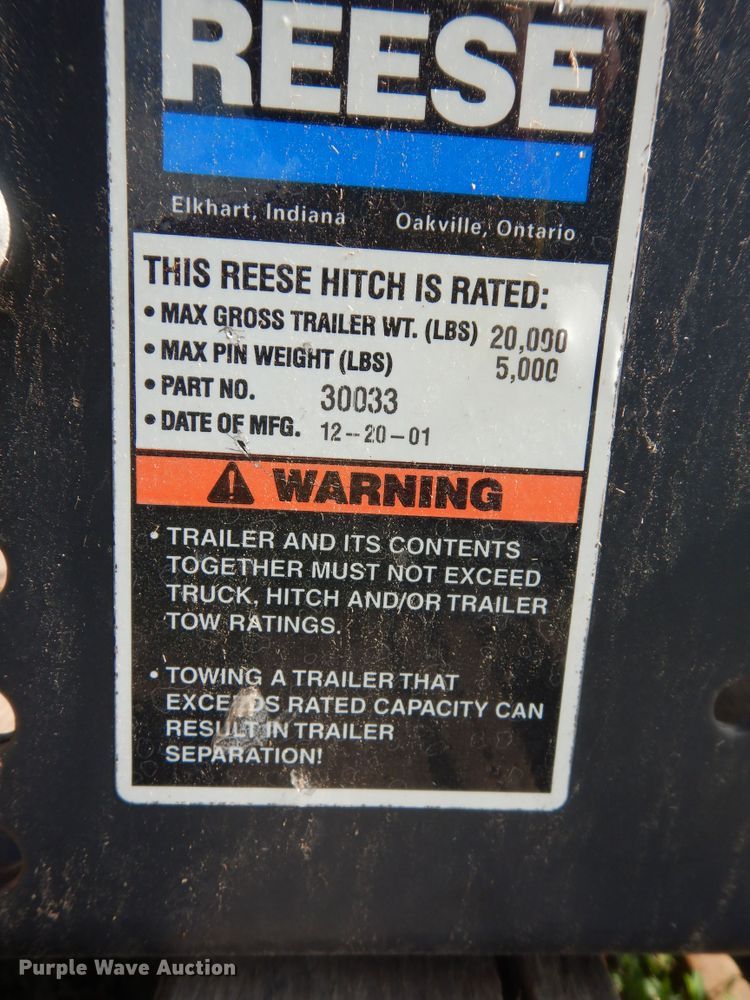 REESE
Elkhart, Indiana Oakville, Ontario
THIS REESE HITCH IS RATED:
• MAX GROSS TRAILER WT. (LBS) 20,000
• MAX PIN WEIGHT (LBS) 5,000
• PART NO. 30033
• DATE OF MFG. 12-20-01
WARNING
• TRAILER AND ITS CONTENTS
TOGETHER MUST NOT EXCEED
TRUCK, HITCH AND/OR TRAILER
TOW RATINGS.
• TOWING A TRAILER THAT
EXCEEDS RATED CAPACITY CAN
RESULT IN TRAILER
SEPARATION!
Purple Wave Auction